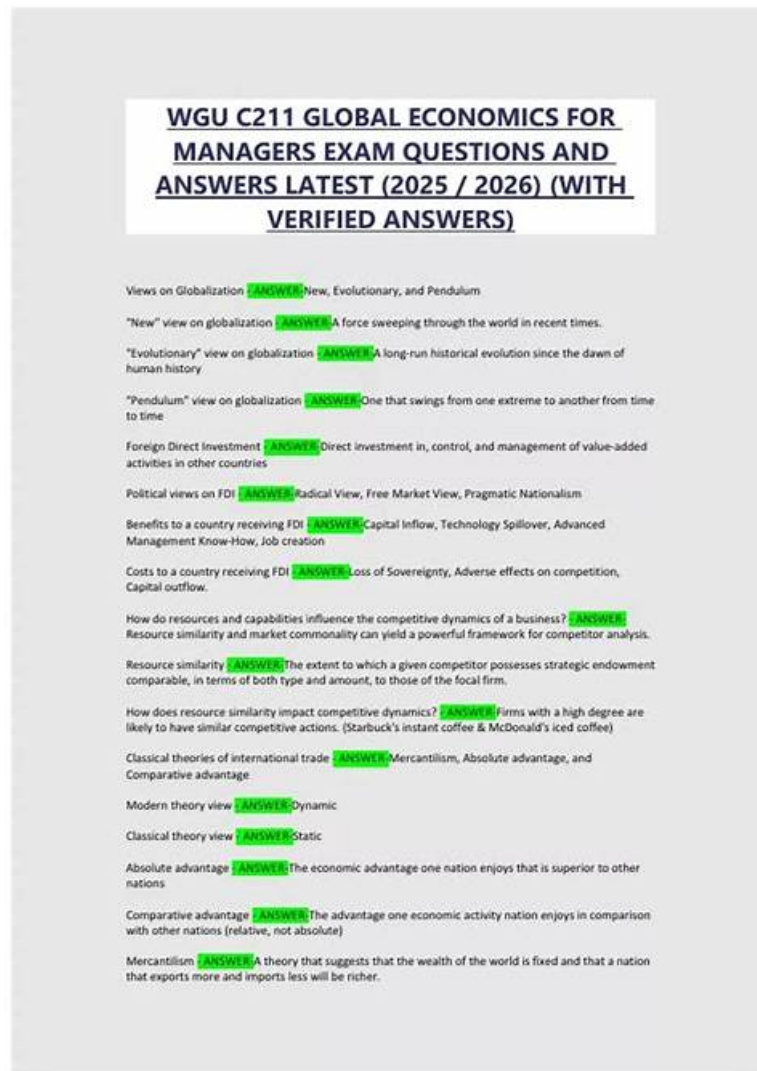 WGU C211 GLOBAL ECONOMICS FOR
MANAGERS EXAM QUESTIONS AND
ANSWERS LATEST (2025 / 2026) (WITH
VERIFIED ANSWERS)
Views on Globalization - ANSWER-New, Evolutionary, and Pendulum
"New" view on globalization - ANSWER-A force sweeping through the world in recent times.
"Evolutionary" view on globalization - ANSWER-A long-run historical evolution since the dawn of
human history
"Pendulum" view on globalization - ANSWER-One that swings from one extreme to another from time
to time
Foreign Direct Investment - ANSWER-Direct investment in, control, and management of value-added
activities in other countries
Political views on FDI - ANSWER-Radical View, Free Market View, Pragmatic Nationalism
Benefits to a country receiving FDI - ANSWER-Capital Inflow, Technology Spillover, Advanced
Management Know-How, Job creation
Costs to a country receiving FDI - ANSWER-Loss of Sovereignty, Adverse effects on competition,
Capital outflow.
How do resources and capabilities influence the competitive dynamics of a business? - ANSWER-
Resource similarity and market commonality can yield a powerful framework for competitor analysis.
Resource similarity - ANSWER-The extent to which a given competitor possesses strategic endowment
comparable, in terms of both type and amount, to those of the focal firm.
How does resource similarity impact competitive dynamics? - ANSWER-Firms with a high degree are
likely to have similar competitive actions. (Starbuck's instant coffee & McDonald's iced coffee)
Classical theories of international trade - ANSWER-Mercantilism, Absolute advantage, and
Comparative advantage
Modern theory view - ANSWER-Dynamic
Classical theory view - ANSWER-Static
Absolute advantage - ANSWER-The economic advantage one nation enjoys that is superior to other
nations
Comparative advantage - ANSWER-The advantage one economic activity nation enjoys in comparison
with other nations (relative, not absolute)
Mercantilism - ANSWER-A theory that suggests that the wealth of the world is fixed and that a nation
that exports more and imports less will be richer.